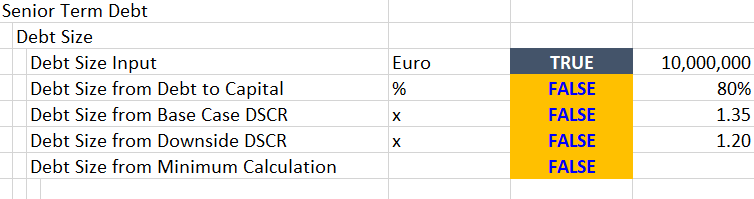 Senior Term Debt
Debt Size
Debt Size Input Euro TRUE 10,000,000
Debt Size from Debt to Capital % FALSE 80%
Debt Size from Base Case DSCR x FALSE 1.35
Debt Size from Downside DSCR x FALSE 1.20
Debt Size from Minimum Calculation FALSE